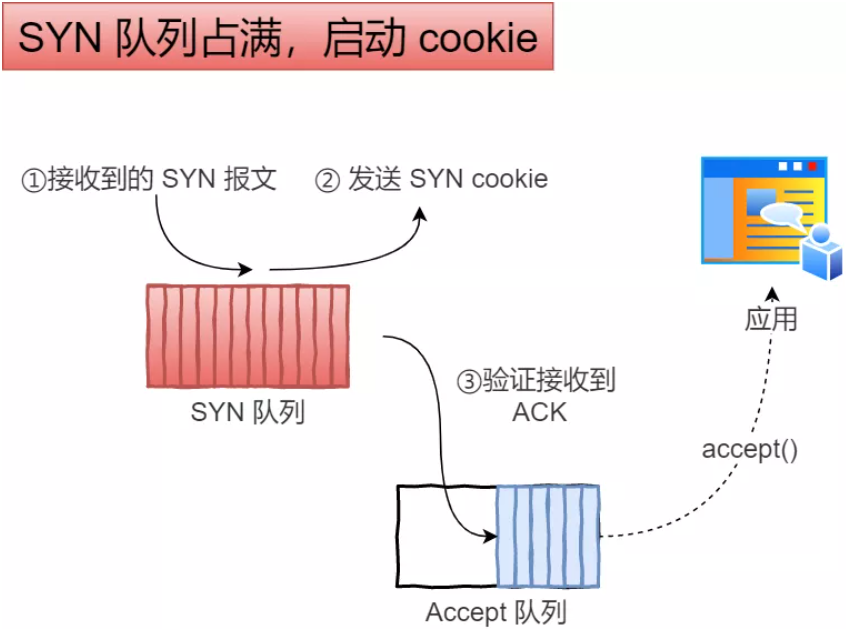 SYN 队列占满，启动 cookie
①接收到的 SYN 报文
② 发送 SYN cookie
SYN 队列
③验证接收到
ACK
应用
accept()
Accept 队列